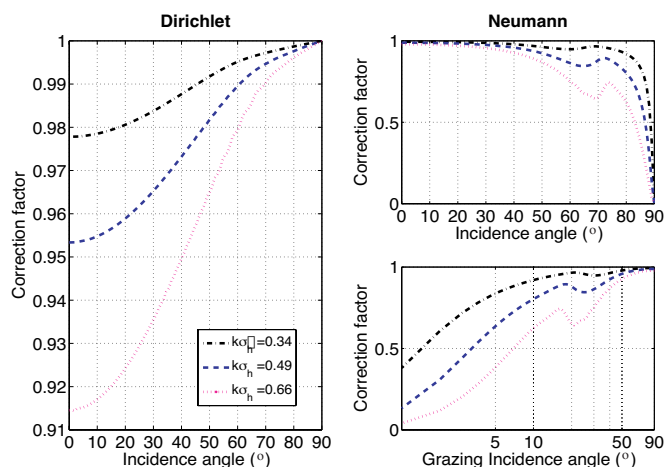 Dirichlet
Correction factor
1
0.99
0.98
0.97
0.96
0.95
0.94
0.93
0.92
0.91
kσ□h=0.34
kσh=0.49
kσh=0.66
0 10 20 30 40 50 60 70 80 90
Incidence angle (°)
Neumann
Correction factor
1
0.5
0
0 10 20 30 40 50 60 70 80 90
Incidence angle (°)
Correction factor
1
0.5
0
5 10 50 90
Grazing Incidence angle (°)